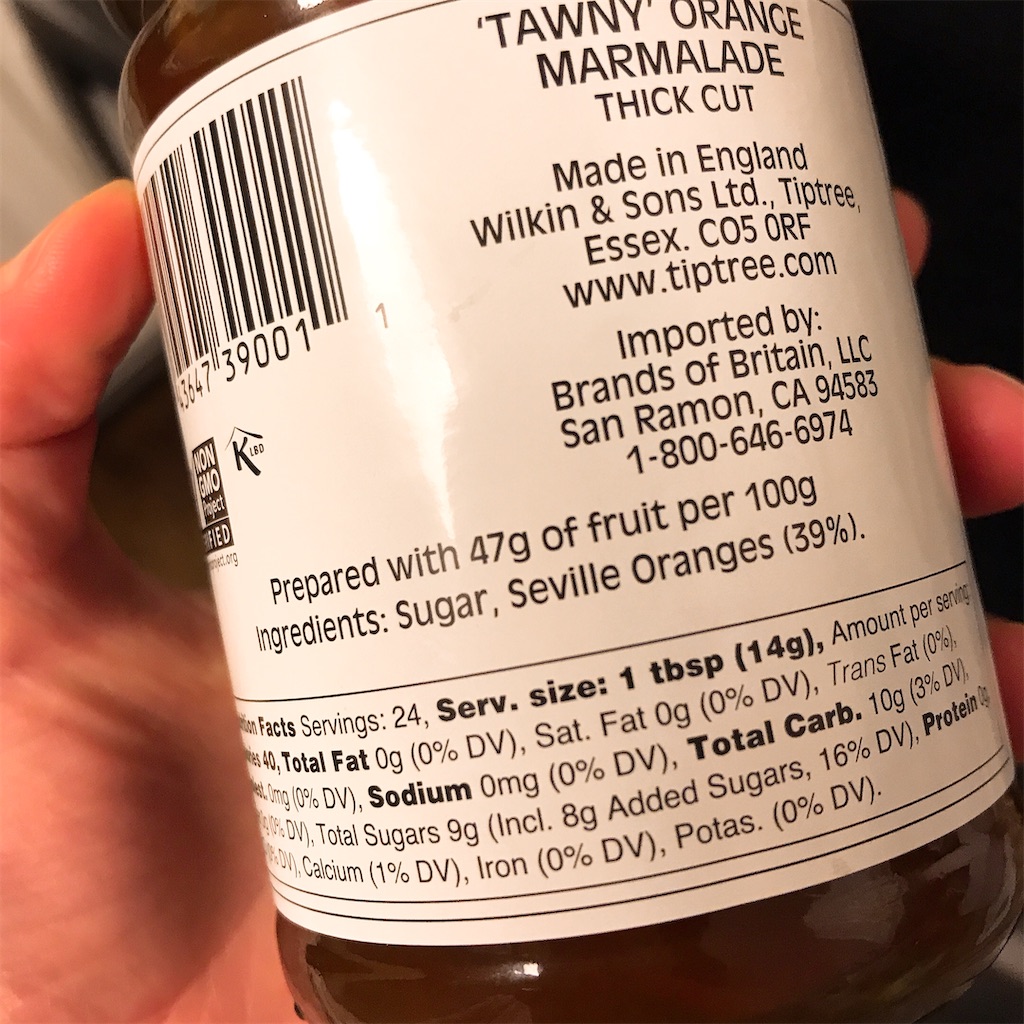 'TAWNY' ORANGE
MARMALADE
THICK CUT
Made in England
Wilkin & Sons Ltd., Tiptree,
Essex. CO5 0RF
www.tiptree.com
Imported by:
Brands of Britain, LLC
San Ramon, CA 94583
1-800-646-6974
43647 39001 1
K LBD
NON
GMO
Project
Prepared with 47g of fruit per 100g
Ingredients: Sugar, Seville Oranges (39%).
Facts Servings: 24, Serv. size: 1 tbsp (14g), Amount per serving:
40, Total Fat 0g (0% DV), Sat. Fat 0g (0% DV), Trans Fat (0%),
0mg (0% DV), Sodium 0mg (0% DV), Total Carb. 10g (3% DV),
(0% DV), Total Sugars 9g (Incl. 8g Added Sugars, 16% DV), Protein 0g
DV), Calcium (1% DV), Iron (0% DV), Potas. (0% DV).